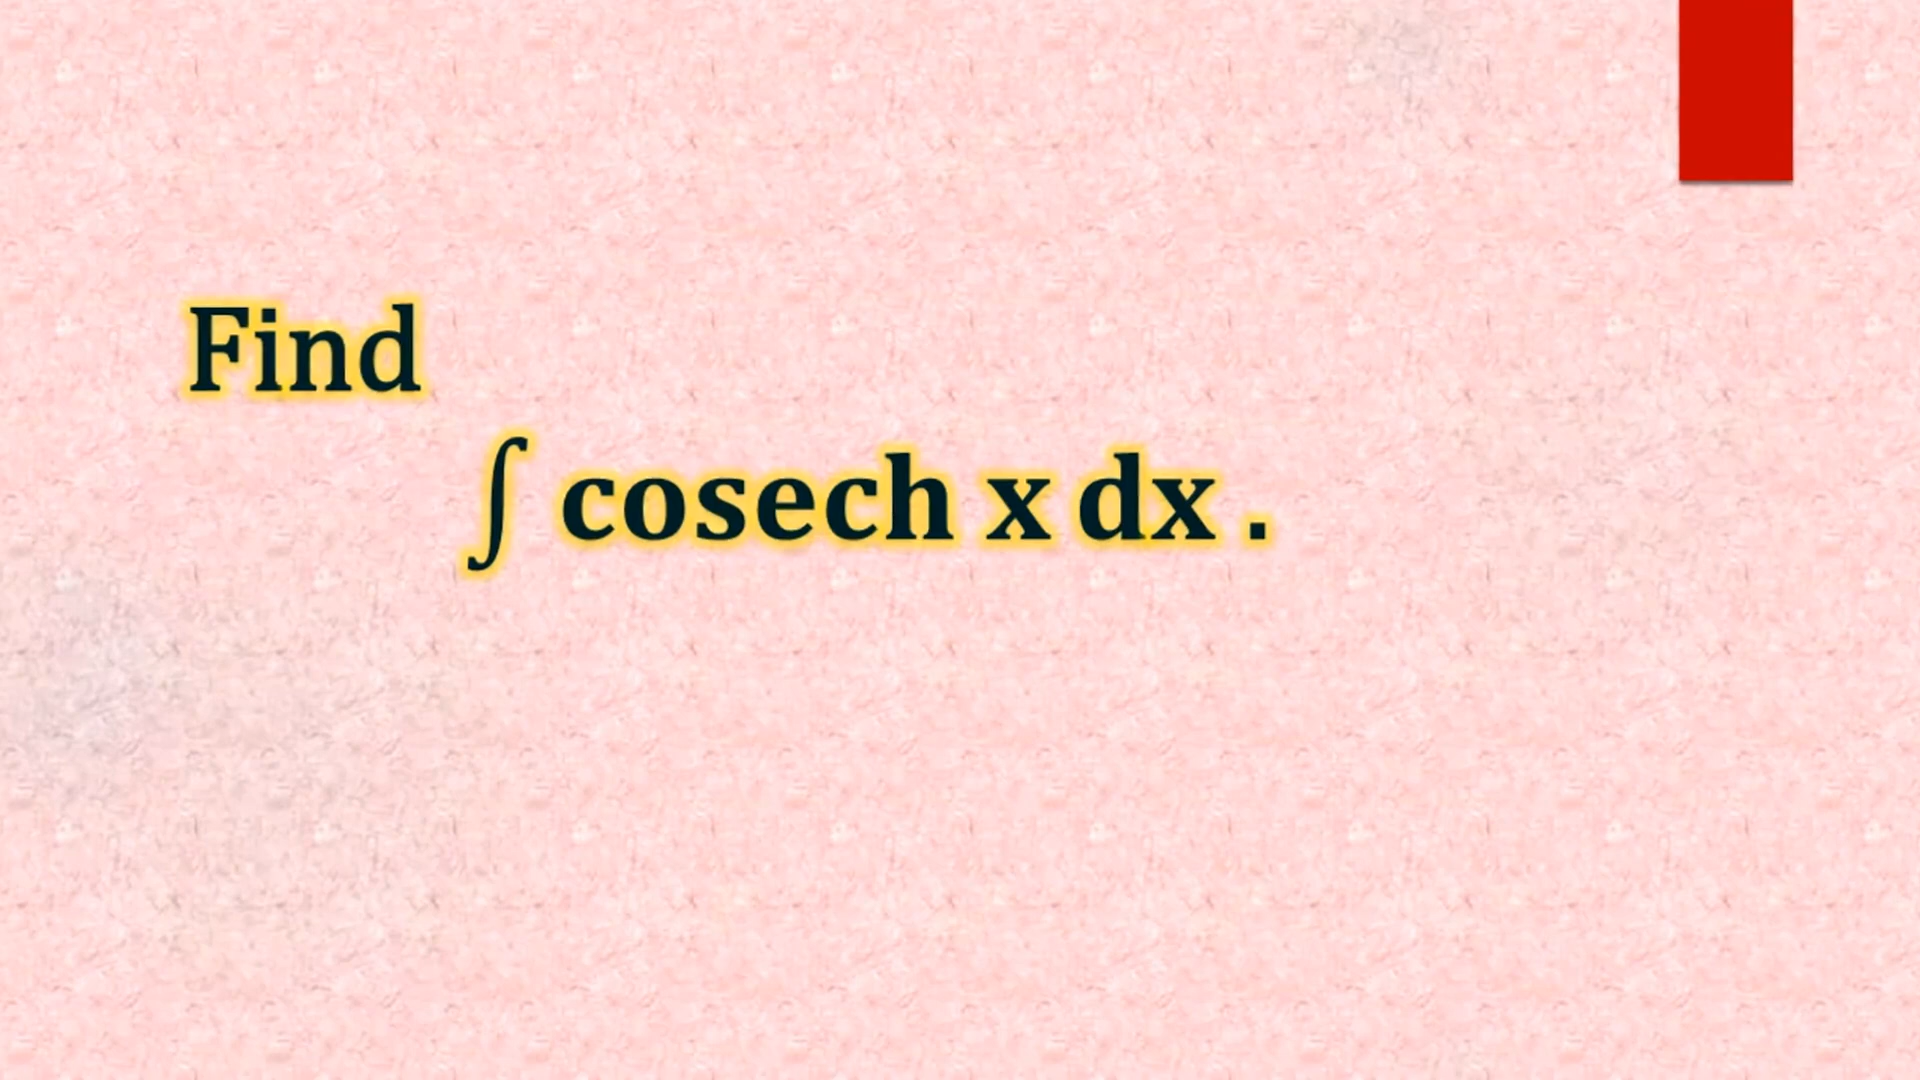 Find
∫ cosech x dx .